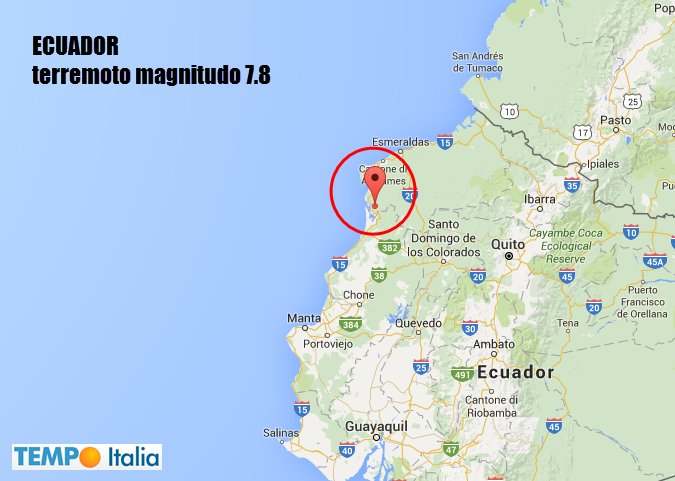 ECUADOR
terremoto magnitudo 7.8
San Andrés
de Tumaco
10
25
Pasto
17
Esmeraldas
15
Ipiales
Cantone di
35
20
Ibarra
Santo
Domingo de
los Colorados
Quito
Cayambe Coca
Ecological
Reserve
10
382
45A
15
38
45
Puerto
Francisco
de Orellana
Chone
Tena
Manta
384
Quevedo
30
Portoviejo
Ambato
25
491
Ecuador
Cantone di
Riobamba
15
Guayaquil
45
Salinas
40
47
TEMPO Italia